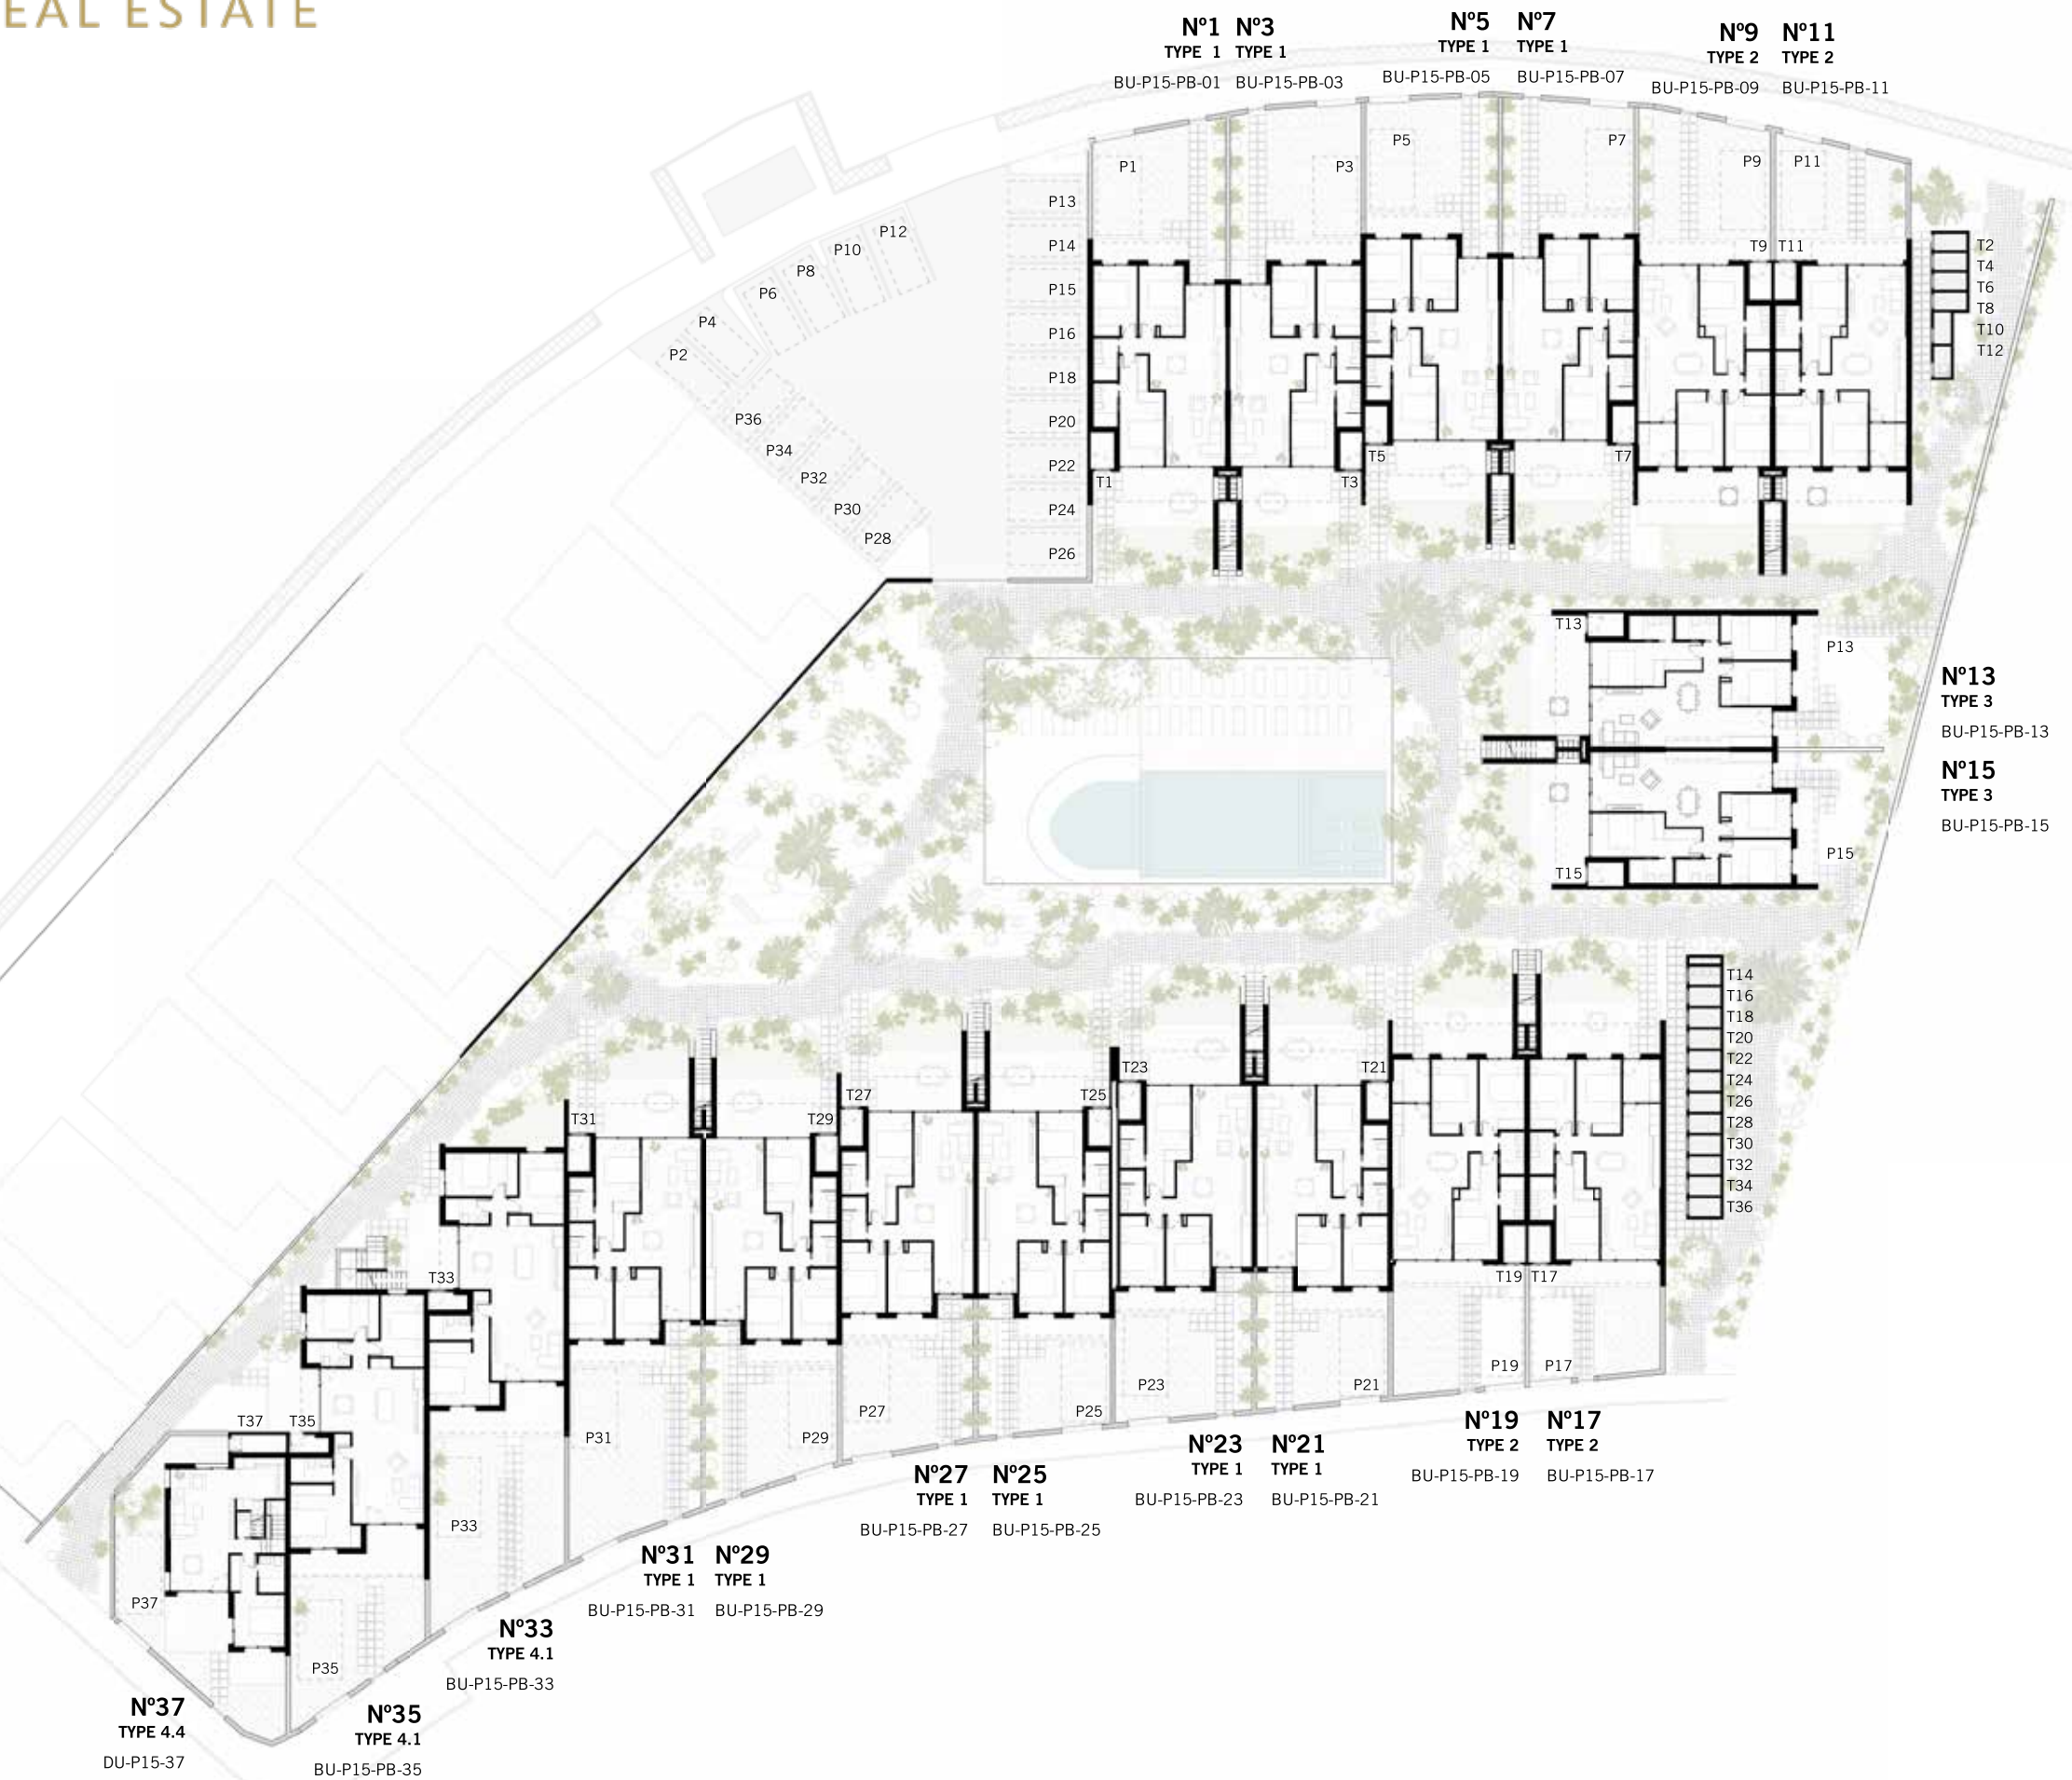 EAL ESTATE
Nº1
TYPE 1
BU-P15-PB-01
Nº3
TYPE 1
BU-P15-PB-03
Nº5
TYPE 1
BU-P15-PB-05
Nº7
TYPE 1
BU-P15-PB-07
Nº9
TYPE 2
BU-P15-PB-09
Nº11
TYPE 2
BU-P15-PB-11
P1
P3
P5
P7
P9
P11
P13
P14
P15
P16
P18
P20
P22
P24
P26
P12
P10
P8
P6
P4
P2
P36
P34
P32
P30
P28
T9
T11
T2
T4
T6
T8
T10
T12
T1
T3
T5
T7
T13
P13
Nº13
TYPE 3
BU-P15-PB-13
Nº15
TYPE 3
BU-P15-PB-15
T15
P15
T14
T16
T18
T20
T22
T24
T26
T28
T30
T32
T34
T36
T31
T29
T27
T25
T23
T21
T19
T17
T33
T37
T35
P19
P17
P23
P21
P27
P25
P31
P29
P33
P37
P35
Nº19
TYPE 2
BU-P15-PB-19
Nº17
TYPE 2
BU-P15-PB-17
Nº23
TYPE 1
BU-P15-PB-23
Nº21
TYPE 1
BU-P15-PB-21
Nº27
TYPE 1
BU-P15-PB-27
Nº25
TYPE 1
BU-P15-PB-25
Nº31
TYPE 1
BU-P15-PB-31
Nº29
TYPE 1
BU-P15-PB-29
Nº33
TYPE 4.1
BU-P15-PB-33
Nº37
TYPE 4.4
DU-P15-37
Nº35
TYPE 4.1
BU-P15-PB-35